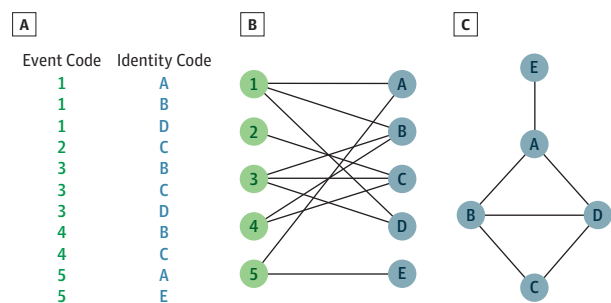 A
Event Code Identity Code
1 A
1 B
1 D
2 C
3 B
3 C
3 D
4 B
4 C
5 A
5 E
B
1 A
2 B
3 C
4 D
5 E
C
E
A
B D
C